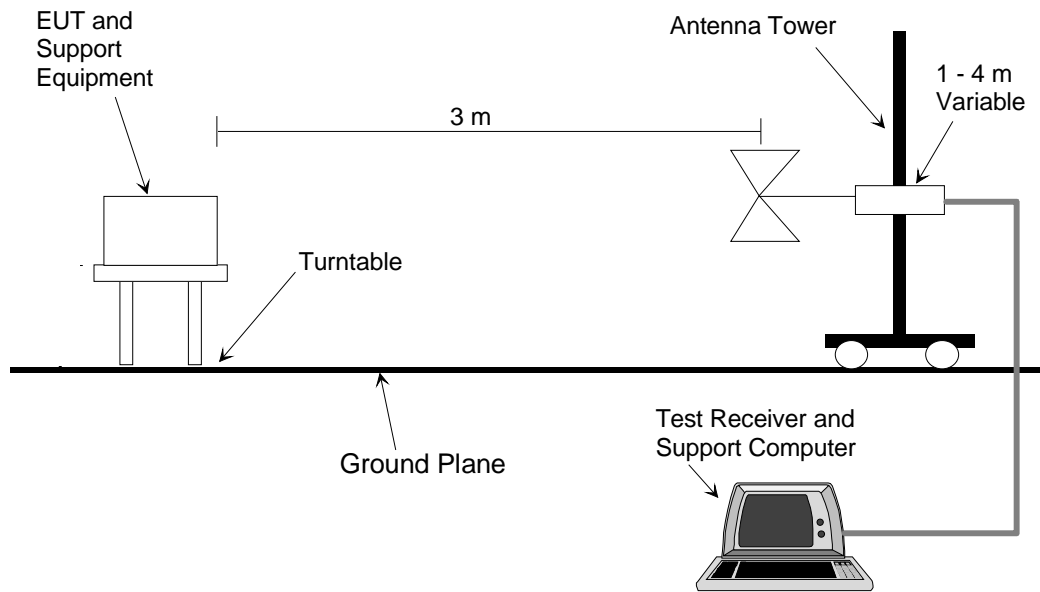 EUT and
Support
Equipment
Antenna Tower
1 - 4 m
Variable
3 m
Turntable
Ground Plane
Test Receiver and
Support Computer